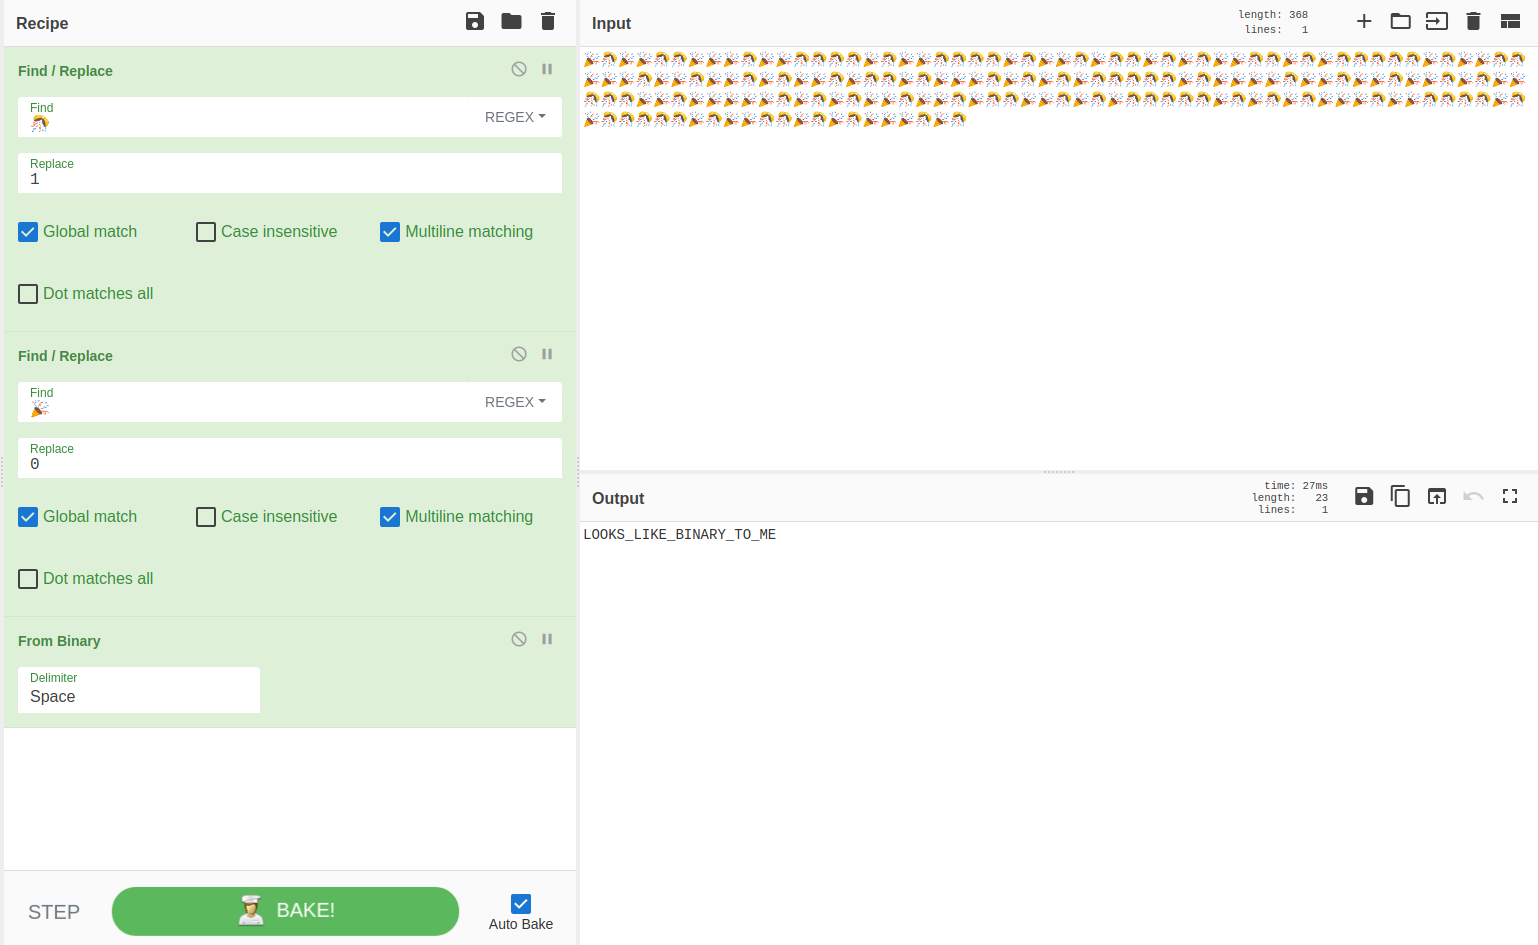 Recipe
Find / Replace
Find
REGEX
Replace
1
Global match
Case insensitive
Multiline matching
Dot matches all
Find / Replace
Find
REGEX
Replace
0
Global match
Case insensitive
Multiline matching
Dot matches all
From Binary
Delimiter
Space
STEP
BAKE!
Auto Bake
Input
length: 368
lines: 1
Output
time: 27ms
length: 23
lines: 1
LOOKS_LIKE_BINARY_TO_ME